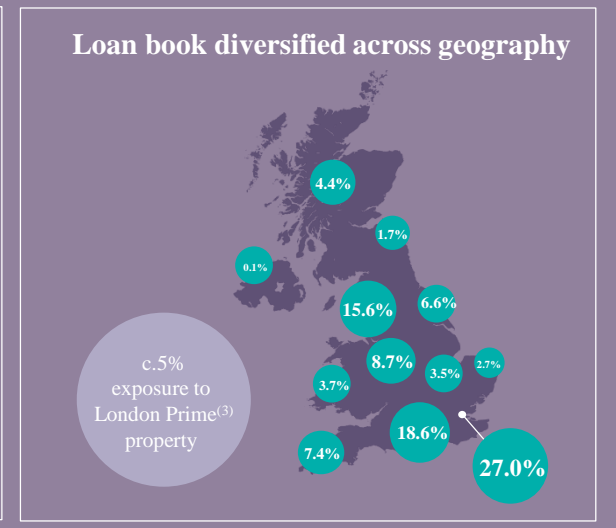 Loan book diversified across geography
4.4%
1.7%
0.1%
15.6%
6.6%
8.7%
3.5%
2.7%
3.7%
c.5%
exposure to
London Prime(3)
property
18.6%
7.4%
27.0%